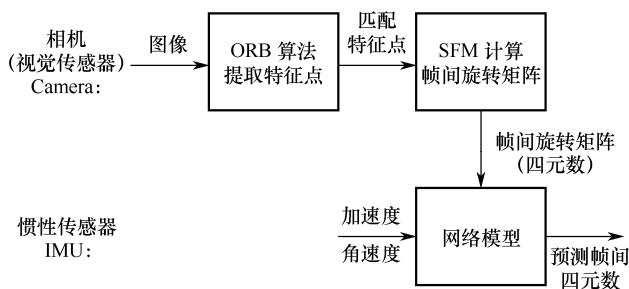 相机
(视觉传感器)
Camera:
图像
ORB 算法
提取特征点
匹配
特征点
SFM 计算
帧间旋转矩阵
帧间旋转矩阵
(四元数)
惯性传感器
IMU:
加速度
角速度
网络模型
预测帧间
四元数